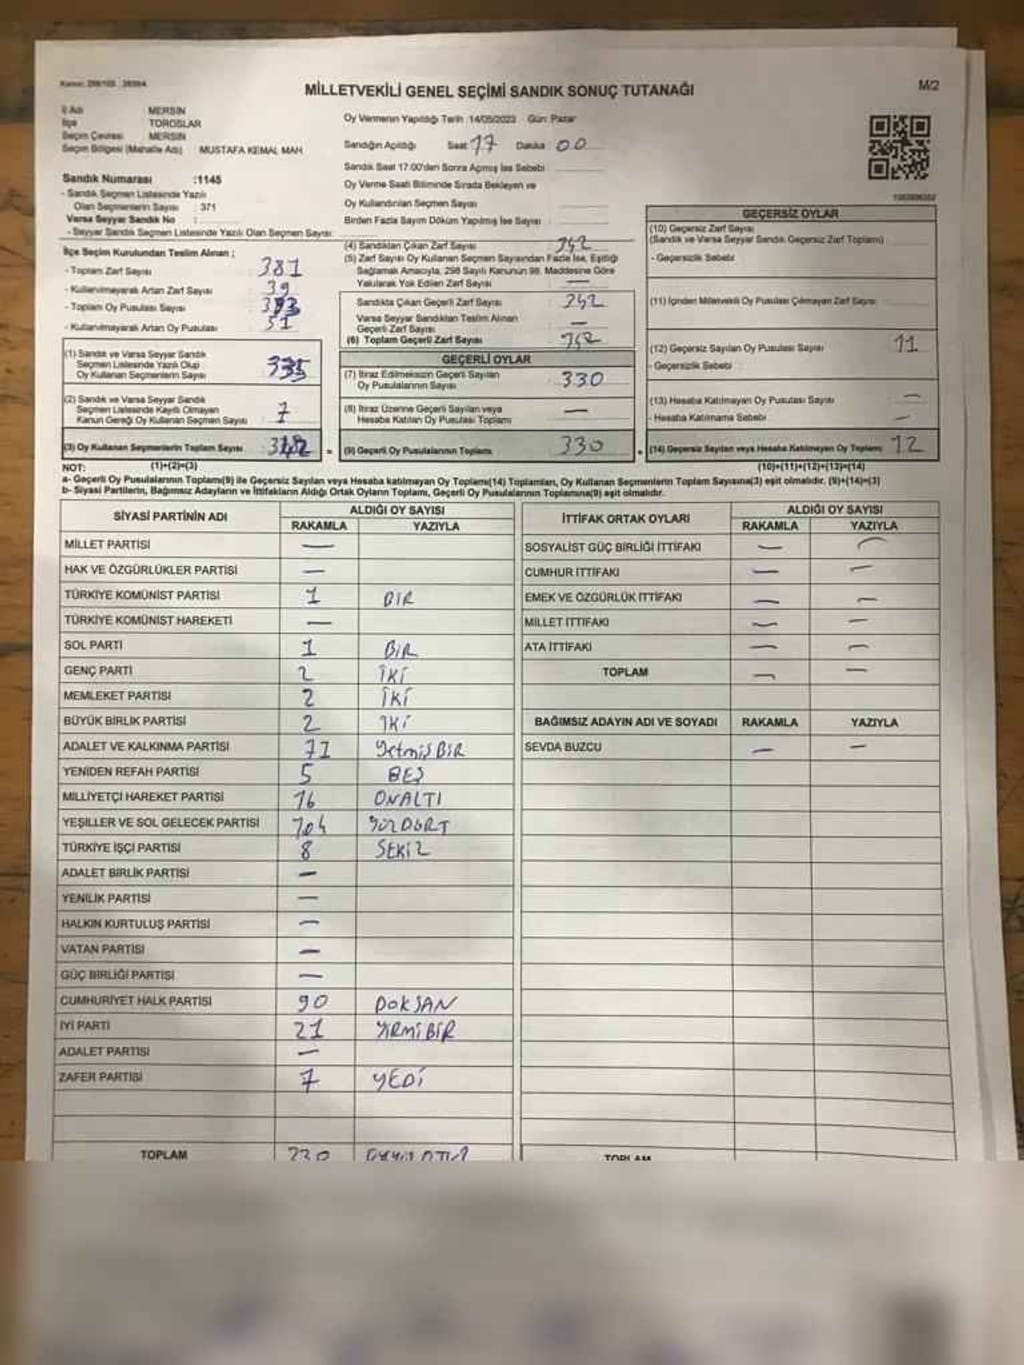 MİLLETVEKİLİ GENEL SEÇİMİ SANDIK SONUÇ TUTANAĞI
M/2
İl Adı MERSİN
İlçe TOROSLAR
Seçim Çevresi MERSİN
Seçim Bölgesi (Mahalle Adı) : MUSTAFA KEMAL MAH
Sandık Numarası :1145
- Sandık Seçmen Listesinde Yazılı
Olan Seçmenlerin Sayısı : 371
Varsa Seyyar Sandık No :
- Seyyar Sandık Seçmen Listesinde Yazılı Olan Seçmen Sayısı:
Oy Vermenin Yapıldığı Tarih :14/05/2023 Gün: Pazar
Sandığın Açıldığı Saat 17 Dakika 00
Sandık Saat 17.00'den Sonra Açmış İse Sebebi :
Oy Verme Saati Bitiminde Sırada Bekleyen ve
Oy Kullandırılan Seçmen Sayısı
Birden Fazla Sayım Döküm Yapılmış İse Sayısı
İlçe Seçim Kurulundan Teslim Alınan ;
- Toplam Zarf Sayısı 381
- Kullanılmayarak Artan Zarf Sayısı 39
- Toplam Oy Pusulası Sayısı
- Kullanılmayarak Artan Oy Pusulası 51
(1) Sandık ve Varsa Seyyar Sandık
Seçmen Listesinde Yazılı Olup
Oy Kullanan Seçmenlerin Sayısı 335
(2) Sandık ve Varsa Seyyar Sandık
Seçmen Listesinde Kayıtlı Olmayan
Kanun Gereği Oy Kullanan Seçmen Sayısı 7
(3) Oy Kullanan Seçmenlerin Toplam Sayısı
(4) Sandıktan Çıkan Zarf Sayısı 342
(5) Zarf Sayısı Oy Kullanan Seçmen Sayısından Fazla İse, Eşitliği
Sağlamak Amacıyla, 298 Sayılı Kanunun 98. Maddesine Göre
Yakılarak Yok Edilen Zarf Sayısı —
Sandıkta Çıkan Geçerli Zarf Sayısı 342
Varsa Seyyar Sandıktan Teslim Alınan
Geçerli Zarf Sayısı —
(6) Toplam Geçerli Zarf Sayısı 342
GEÇERLİ OYLAR
(7) İtiraz Edilmeksizin Geçerli Sayılan
Oy Pusulalarının Sayısı 330
(8) İtiraz Üzerine Geçerli Sayılan veya
Hesaba Katılan Oy Pusulası Toplamı —
(9) Geçerli Oy Pusulalarının Toplamı 330
GEÇERSİZ OYLAR
(10) Geçersiz Zarf Sayısı
(Sandık ve Varsa Seyyar Sandık Geçersiz Zarf Toplamı)
- Geçersizlik Sebebi
(11) İçinden Milletvekili Oy Pusulası Çıkmayan Zarf Sayısı
(12) Geçersiz Sayılan Oy Pusulası Sayısı 11
- Geçersizlik Sebebi :
(13) Hesaba Katılmayan Oy Pusulası Sayısı —
- Hesaba Katılmama Sebebi —
(14) Geçersiz Sayılan veya Hesaba Katılmayan Oy Toplamı 12
NOT: (1)+(2)=(3) (10)+(11)+(12)+(13)=(14)
a- Geçerli Oy Pusulalarının Toplamı(9) ile Geçersiz Sayılan veya Hesaba katılmayan Oy Toplamı(14) Toplamları, Oy Kullanan Seçmenlerin Toplam Sayısına(3) eşit olmalıdır. (9)+(14)=(3)
b- Siyasi Partilerin, Bağımsız Adayların ve İttifakların Aldığı Ortak Oyların Toplamı, Geçerli Oy Pusulalarının Toplamına(9) eşit olmalıdır.
SİYASİ PARTİNİN ADI ALDIĞI OY SAYISI
RAKAMLA YAZIYLA
MİLLET PARTİSİ —
HAK VE ÖZGÜRLÜKLER PARTİSİ —
TÜRKİYE KOMÜNİST PARTİSİ 1 BİR
TÜRKİYE KOMÜNİST HAREKETİ —
SOL PARTİ 1 BİR
GENÇ PARTİ 2 İKİ
MEMLEKET PARTİSİ 2 İKİ
BÜYÜK BİRLİK PARTİSİ 2 İKİ
ADALET VE KALKINMA PARTİSİ 71 YetmişBİR
YENİDEN REFAH PARTİSİ 5 BEŞ
MİLLİYETÇİ HAREKET PARTİSİ 16 ONALTI
YEŞİLLER VE SOL GELECEK PARTİSİ 104 YÜZDÖRT
TÜRKİYE İŞÇİ PARTİSİ 8 SEKİZ
ADALET BİRLİK PARTİSİ —
YENİLİK PARTİSİ —
HALKIN KURTULUŞ PARTİSİ —
VATAN PARTİSİ —
GÜÇ BİRLİĞİ PARTİSİ —
CUMHURİYET HALK PARTİSİ 90 DOKSAN
İYİ PARTİ 21 YİRMİBİR
ADALET PARTİSİ —
ZAFER PARTİSİ 7 YEDİ
TOPLAM 330
İTTİFAK ORTAK OYLARI ALDIĞI OY SAYISI
RAKAMLA YAZIYLA
SOSYALİST GÜÇ BİRLİĞİ İTTİFAKI — —
CUMHUR İTTİFAKI — —
EMEK VE ÖZGÜRLÜK İTTİFAKI — —
MİLLET İTTİFAKI — —
ATA İTTİFAKI — —
TOPLAM — —
BAĞIMSIZ ADAYIN ADI VE SOYADI RAKAMLA YAZIYLA
SEVDA BUZCU — —
TOPLAM